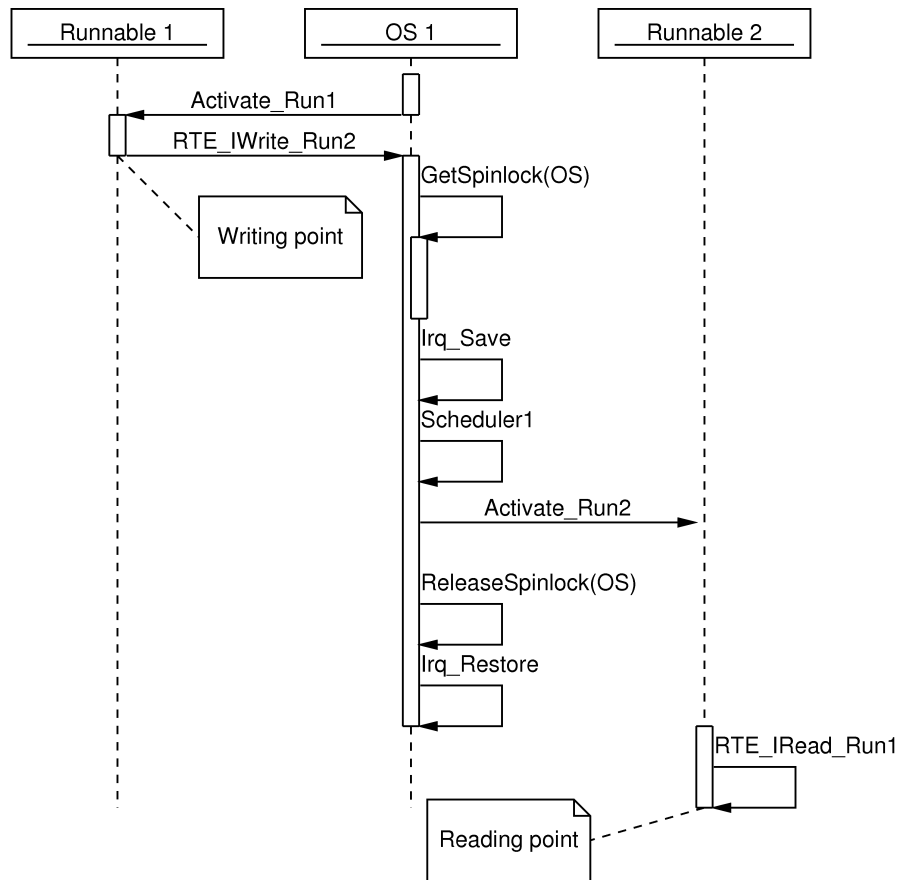 Runnable 1
OS 1
Runnable 2
Activate_Run1
RTE_IWrite_Run2
GetSpinlock(OS)
Writing point
Irq_Save
Scheduler1
Activate_Run2
ReleaseSpinlock(OS)
Irq_Restore
RTE_IRead_Run1
Reading point